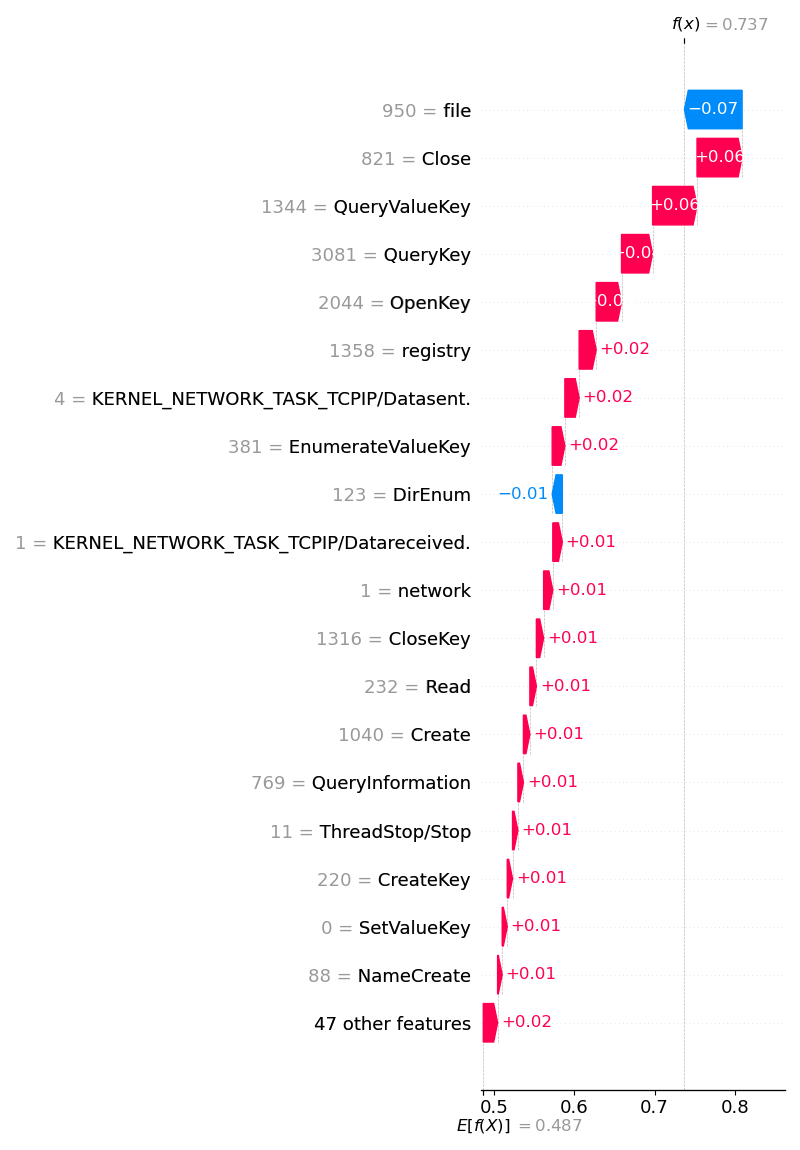 f(x) = 0.737
950 = file
−0.07
821 = Close
+0.06
1344 = QueryValueKey
+0.06
3081 = QueryKey
2044 = OpenKey
1358 = registry
+0.02
4 = KERNEL_NETWORK_TASK_TCPIP/Datasent.
+0.02
381 = EnumerateValueKey
+0.02
123 = DirEnum
−0.01
1 = KERNEL_NETWORK_TASK_TCPIP/Datareceived.
+0.01
1 = network
+0.01
1316 = CloseKey
+0.01
232 = Read
+0.01
1040 = Create
+0.01
769 = QueryInformation
+0.01
11 = ThreadStop/Stop
+0.01
220 = CreateKey
+0.01
0 = SetValueKey
+0.01
88 = NameCreate
+0.01
47 other features
+0.02
0.5 0.6 0.7 0.8
E[f(X)] = 0.487